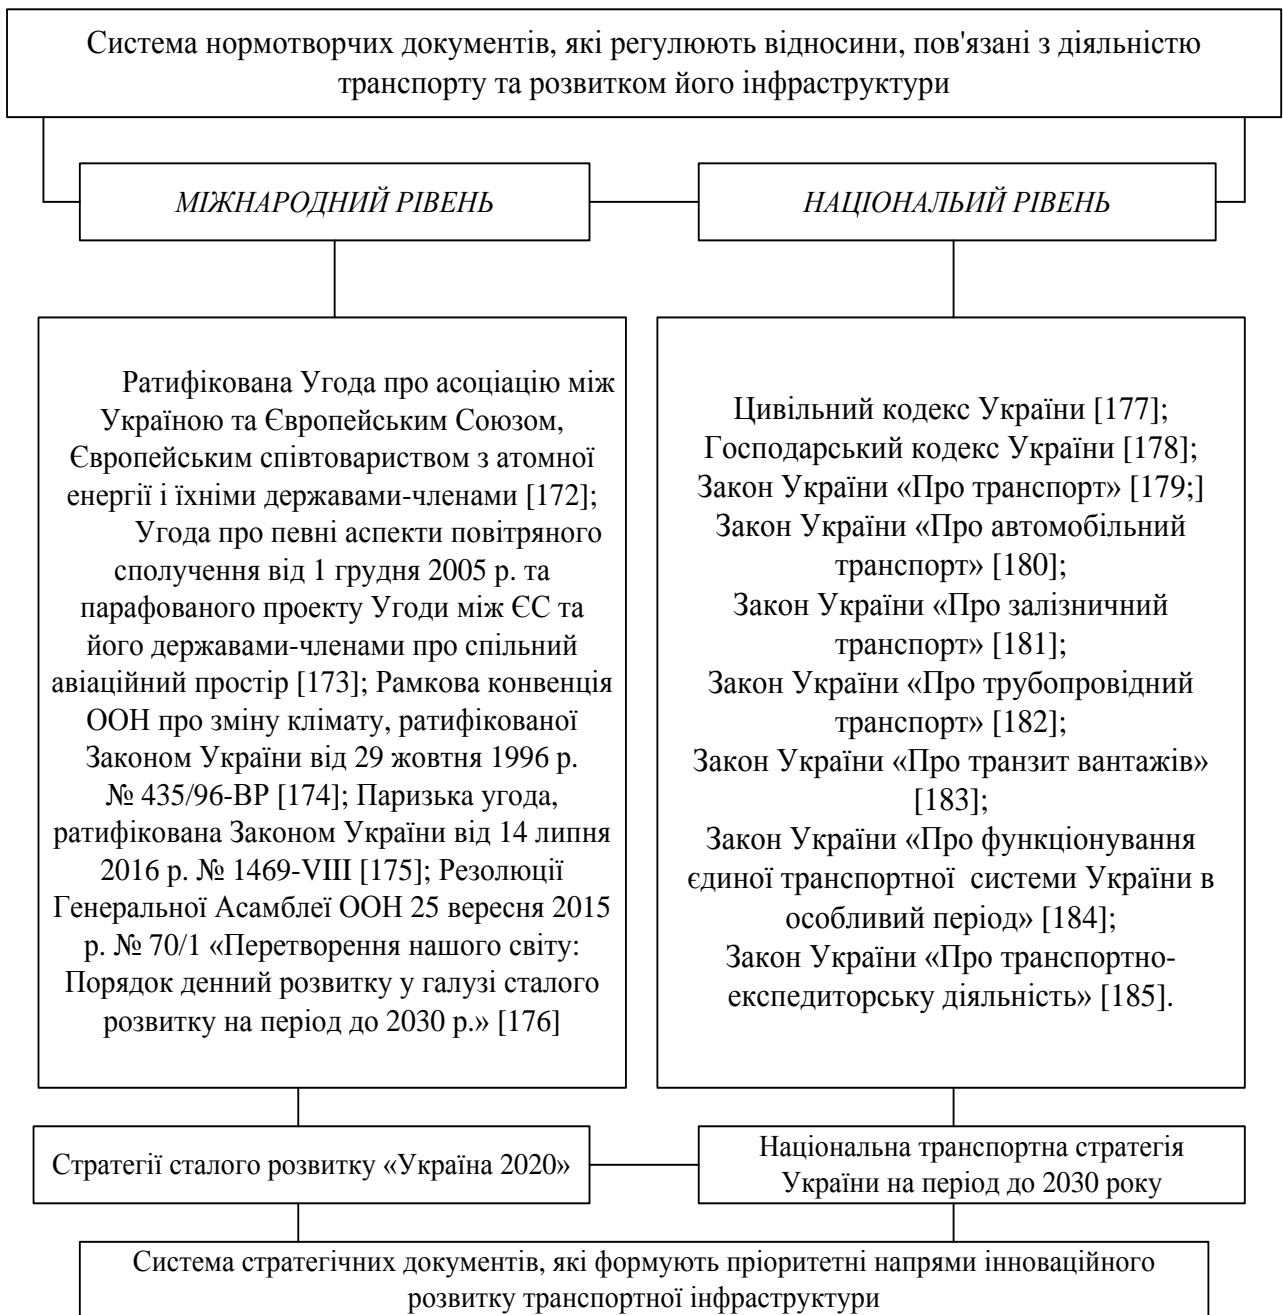 Система нормотворчих документів, які регулюють відносини, пов'язані з діяльністю
транспорту та розвитком його інфраструктури
МІЖНАРОДНИЙ РІВЕНЬ
НАЦІОНАЛЬИЙ РІВЕНЬ
Ратифікована Угода про асоціацію між
Україною та Європейським Союзом,
Європейським співтовариством з атомної
енергії і їхніми державами-членами [172];
Угода про певні аспекти повітряного
сполучення від 1 грудня 2005 р. та
парафованого проекту Угоди між ЄС та
його державами-членами про спільний
авіаційний простір [173]; Рамкова конвенція
ООН про зміну клімату, ратифікованої
Законом України від 29 жовтня 1996 р.
№ 435/96-ВР [174]; Паризька угода,
ратифікована Законом України від 14 липня
2016 р. № 1469-VIII [175]; Резолюції
Генеральної Асамблеї ООН 25 вересня 2015
р. № 70/1 «Перетворення нашого світу:
Порядок денний розвитку у галузі сталого
розвитку на період до 2030 р.» [176]
Цивільний кодекс України [177];
Господарський кодекс України [178];
Закон України «Про транспорт» [179;]
Закон України «Про автомобільний
транспорт» [180];
Закон України «Про залізничний
транспорт» [181];
Закон України «Про трубопровідний
транспорт» [182];
Закон України «Про транзит вантажів»
[183];
Закон України «Про функціонування
єдиної транспортної системи України в
особливий період» [184];
Закон України «Про транспортно-
експедиторську діяльність» [185].
Стратегії сталого розвитку «Україна 2020»
Національна транспортна стратегія
України на період до 2030 року
Система стратегічних документів, які формують пріоритетні напрями інноваційного
розвитку транспортної інфраструктури